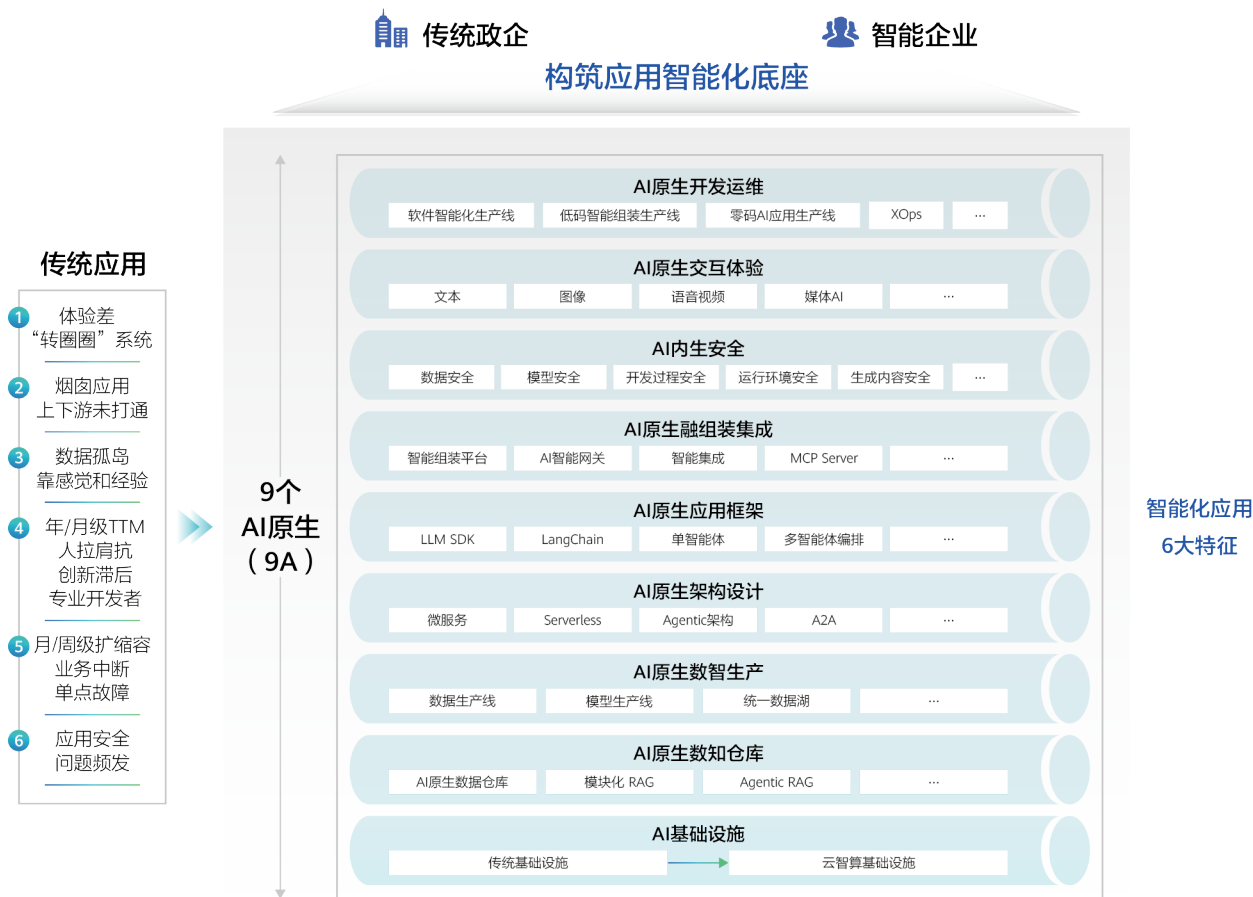 传统政企
智能企业
构筑应用智能化底座
传统应用
1 体验差
“转圈圈”系统
2 烟囱应用
上下游未打通
3 数据孤岛
靠感觉和经验
4 年/月级TTM
人拉肩抗
创新滞后
专业开发者
5 月/周级扩缩容
业务中断
单点故障
6 应用安全
问题频发
9个
AI原生
（9A）
AI原生开发运维
软件智能化生产线 低码智能组装生产线 零码AI应用生产线 XOps ...
AI原生交互体验
文本 图像 语音视频 媒体AI ...
AI内生安全
数据安全 模型安全 开发过程安全 运行环境安全 生成内容安全 ...
AI原生融组装集成
智能组装平台 AI智能网关 智能集成 MCP Server ...
AI原生应用框架
LLM SDK LangChain 单智能体 多智能体编排 ...
AI原生架构设计
微服务 Serverless Agentic架构 A2A ...
AI原生数智生产
数据生产线 模型生产线 统一数据湖 ...
AI原生数知仓库
AI原生数据仓库 模块化 RAG Agentic RAG ...
AI基础设施
传统基础设施 云智算基础设施
智能化应用
6大特征